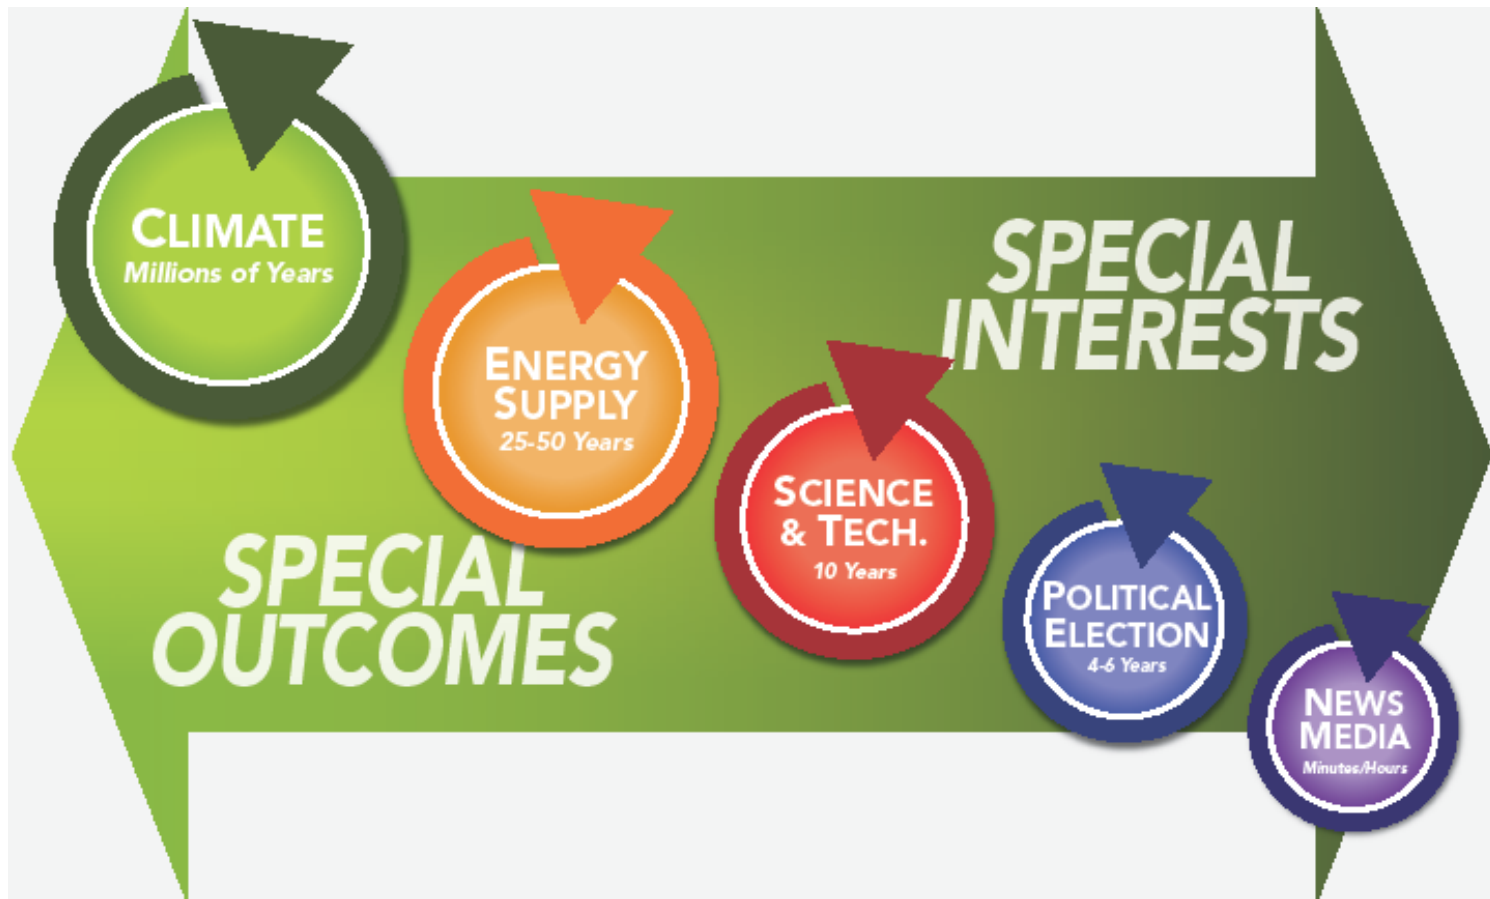 CLIMATE
Millions of Years
ENERGY
SUPPLY
25-50 Years
SCIENCE
& TECH.
10 Years
POLITICAL
ELECTION
4-6 Years
NEWS
MEDIA
Minutes/Hours
SPECIAL
INTERESTS
SPECIAL
OUTCOMES